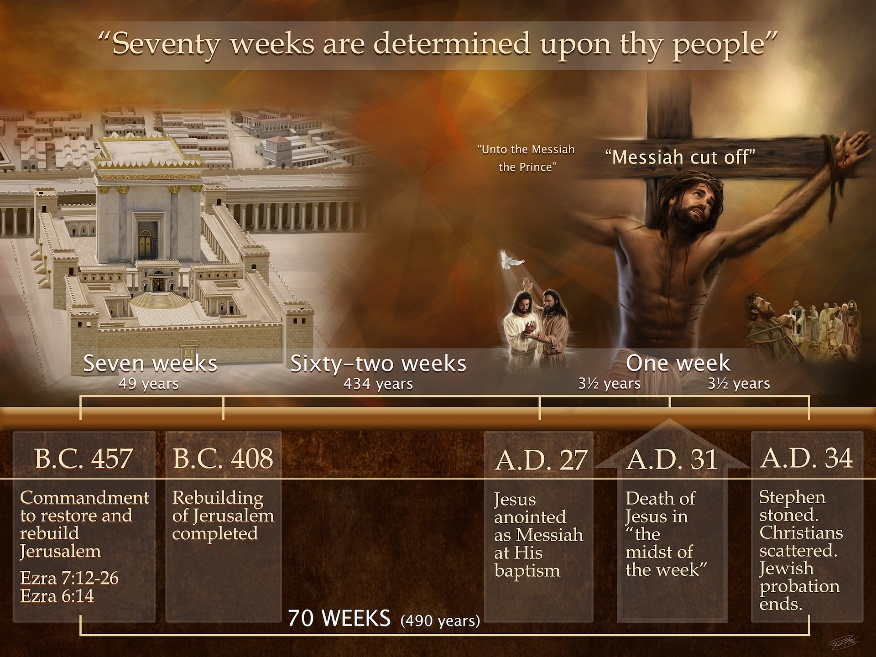 “Seventy weeks are determined upon thy people”
“Unto the Messiah
the Prince”
“Messiah cut off”
Seven weeks
49 years
Sixty-two weeks
434 years
One week
3½ years
3½ years
B.C. 457
Commandment
to restore and
rebuild
Jerusalem
Ezra 7:12-26
Ezra 6:14
B.C. 408
Rebuilding
of Jerusalem
completed
A.D. 27
Jesus
anointed
as Messiah
at His
baptism
A.D. 31
Death of
Jesus in
“the
midst of
the week”
A.D. 34
Stephen
stoned.
Christians
scattered.
Jewish
probation
ends.
70 WEEKS (490 years)